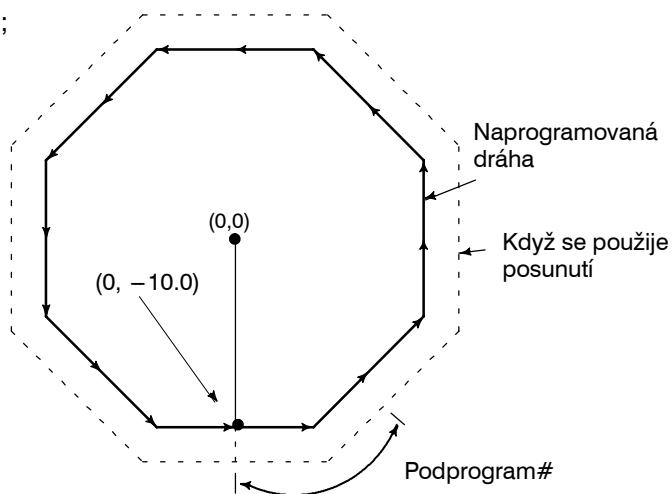 ;
Naprogramovaná
dráha
(0,0)
Když se použije
posunutí
(0, −10.0)
Podprogram#